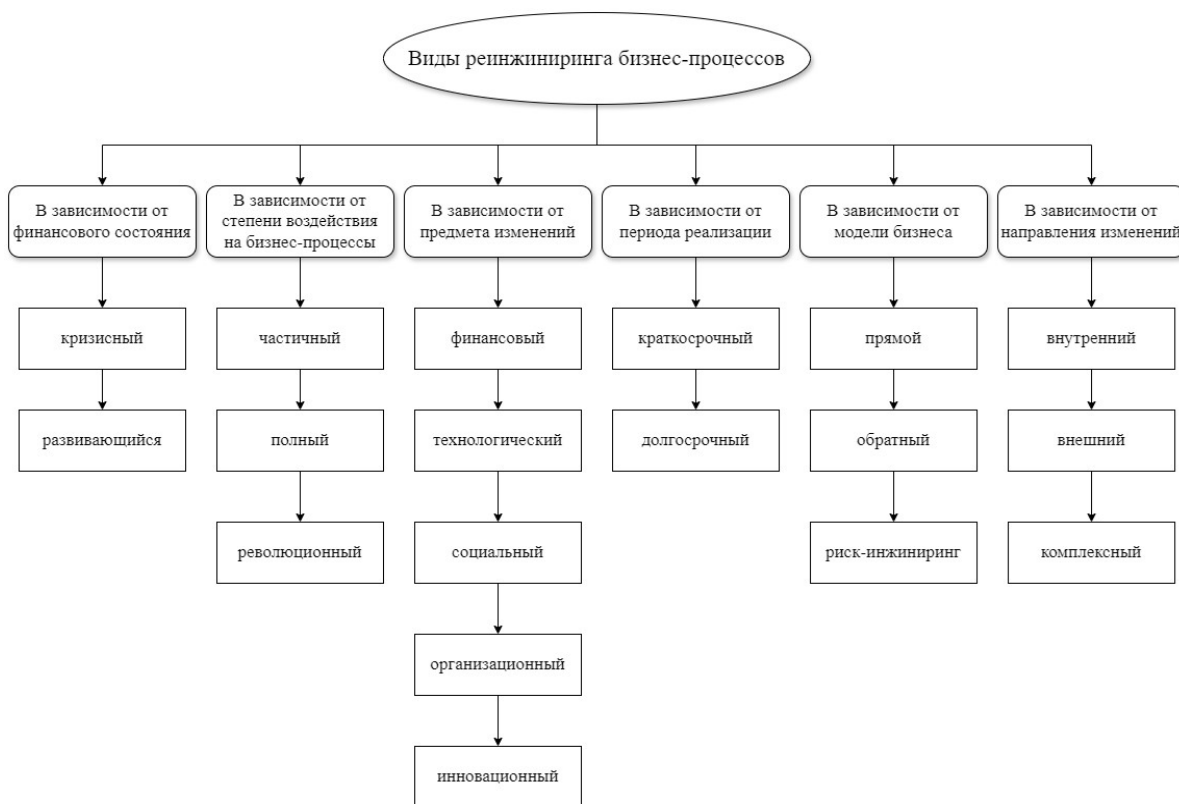 Виды реинжиниринга бизнес-процессов
В зависимости от
финансового состояния
В зависимости от
степени воздействия
на бизнес-процессы
В зависимости от
предмета изменений
В зависимости от
периода реализации
В зависимости от
модели бизнеса
В зависимости от
направления изменений
кризисный
развивающийся
частичный
полный
революционный
финансовый
технологический
социальный
организационный
инновационный
краткосрочный
долгосрочный
прямой
обратный
риск-инжиниринг
внутренний
внешний
комплексный